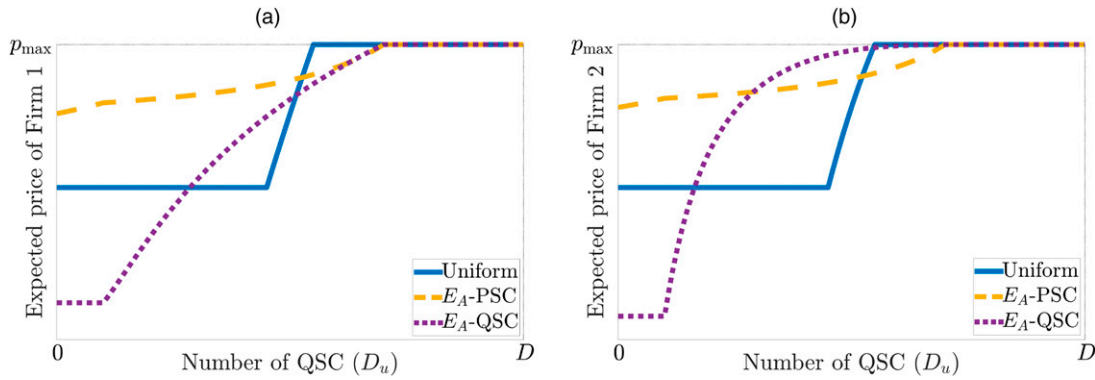 (a)
p_max
Expected price of Firm 1
Uniform
E_A-PSC
E_A-QSC
0
Number of QSC (D_u)
D
(b)
p_max
Expected price of Firm 2
Uniform
E_A-PSC
E_A-QSC
0
Number of QSC (D_u)
D